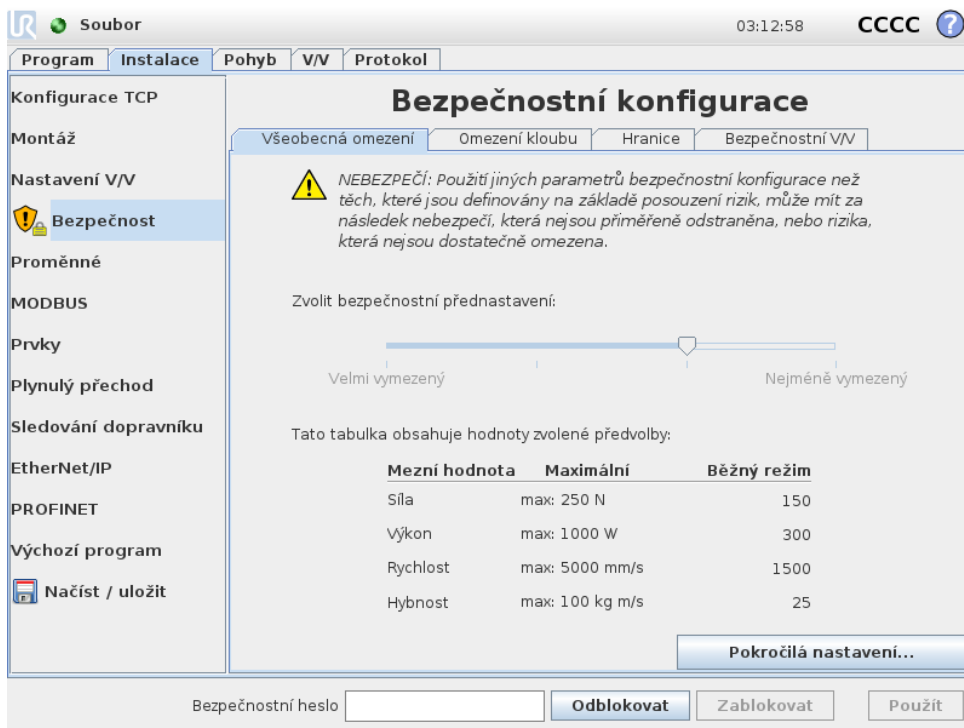 UR Soubor 03:12:58 CCCC ?
Program Instalace Pohyb V/V Protokol
Konfigurace TCP
Montáž
Nastavení V/V
Bezpečnost
Proměnné
MODBUS
Prvky
Plynulý přechod
Sledování dopravníku
EtherNet/IP
PROFINET
Výchozí program
Načíst / uložit
Bezpečnostní konfigurace
Všeobecná omezení Omezení kloubu Hranice Bezpečnostní V/V
NEBEZPEČÍ: Použití jiných parametrů bezpečnostní konfigurace než
těch, které jsou definovány na základě posouzení rizik, může mít za
následek nebezpečí, která nejsou přiměřeně odstraněna, nebo rizika,
která nejsou dostatečně omezena.
Zvolit bezpečnostní přednastavení:
Velmi vymezený Nejméně vymezený
Tato tabulka obsahuje hodnoty zvolené předvolby:
Mezní hodnota Maximální Běžný režim
Síla max: 250 N 150
Výkon max: 1000 W 300
Rychlost max: 5000 mm/s 1500
Hybnost max: 100 kg m/s 25
Pokročilá nastavení...
Bezpečnostní heslo Odblokovat Zablokovat Použít